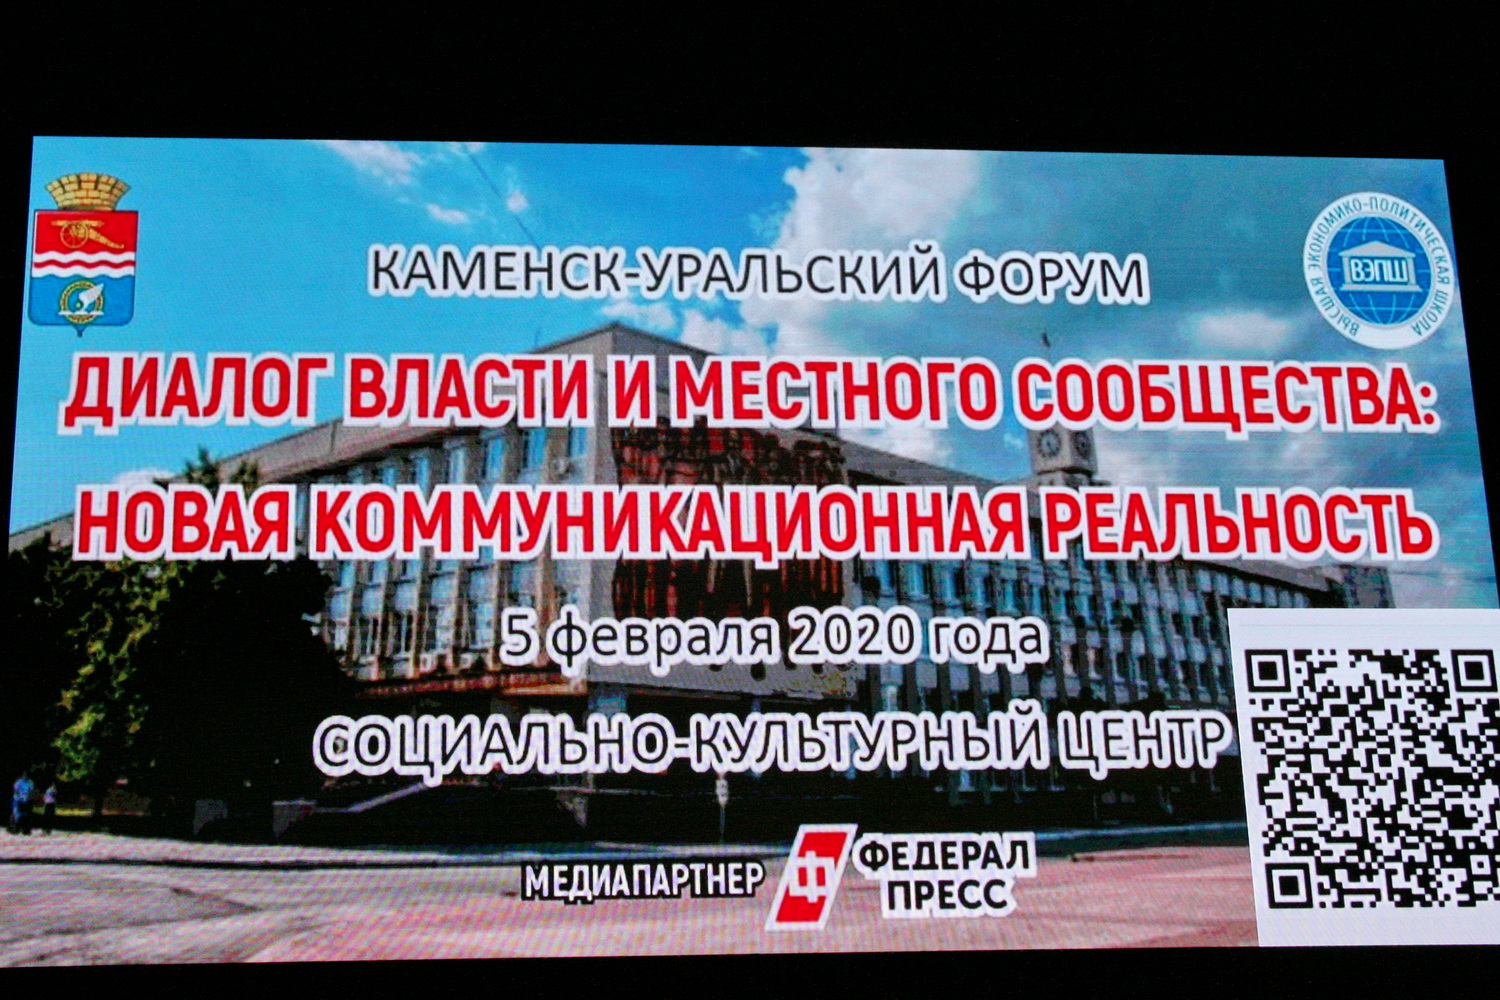 КАМЕНСК-УРАЛЬСКИЙ ФОРУМ
ВЫСШАЯ ЭКОНОМИКО-ПОЛИТИЧЕСКАЯ ШКОЛА
ВЭПШ
ДИАЛОГ ВЛАСТИ И МЕСТНОГО СООБЩЕСТВА:
НОВАЯ КОММУНИКАЦИОННАЯ РЕАЛЬНОСТЬ
5 февраля 2020 года
СОЦИАЛЬНО-КУЛЬТУРНЫЙ ЦЕНТР
МЕДИАПАРТНЕР
Ф
ФЕДЕРАЛ
ПРЕСС